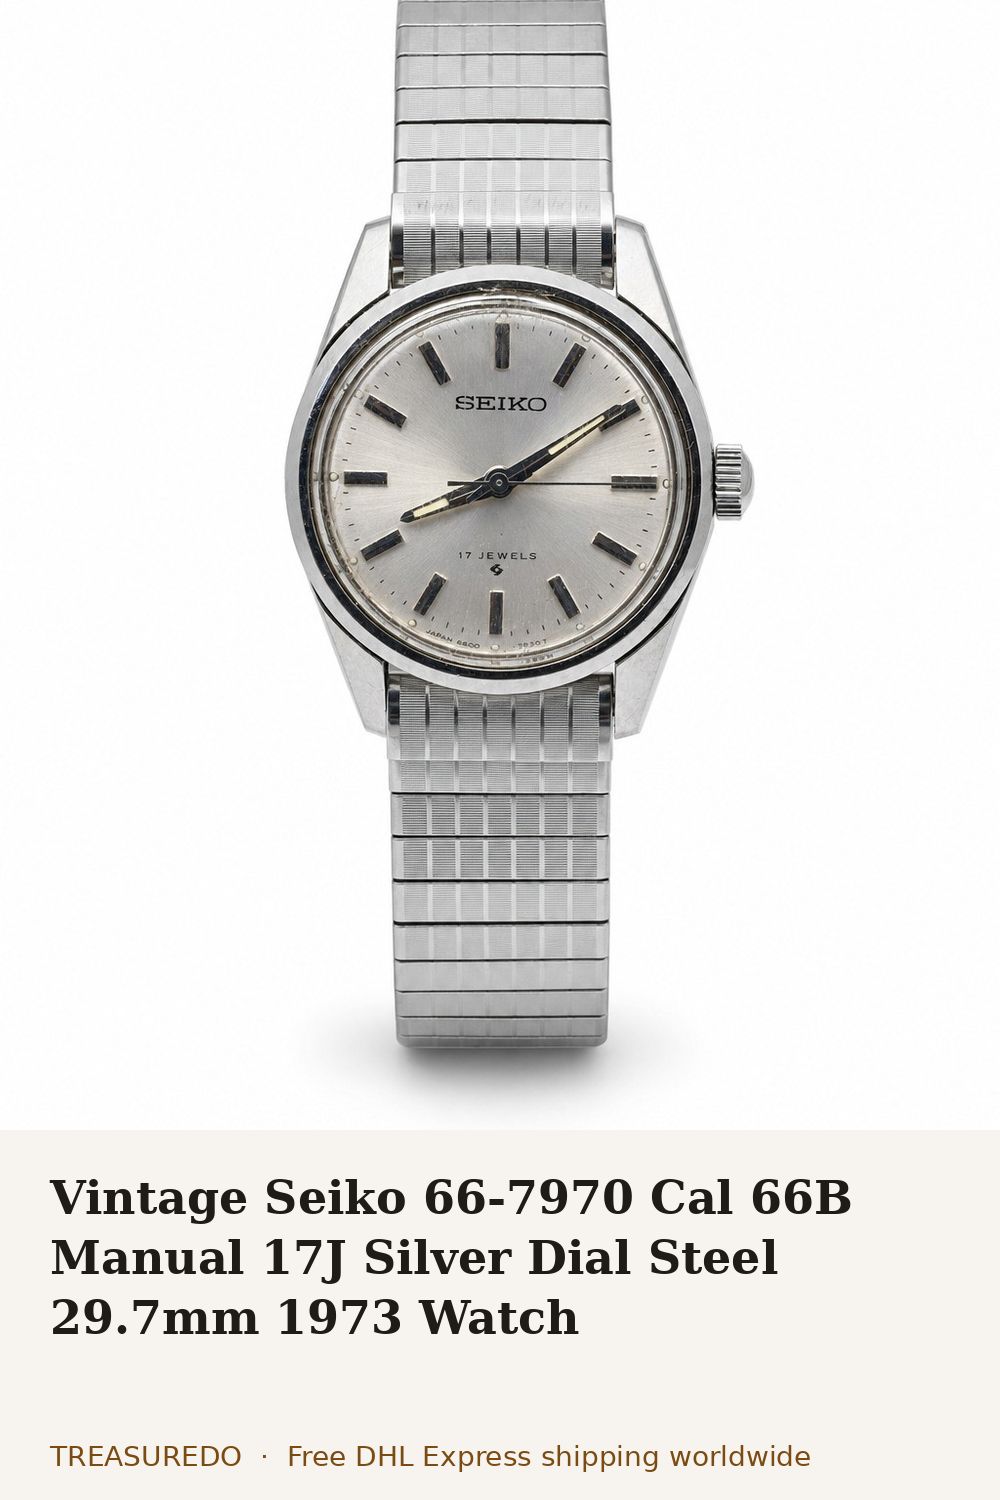 SEIKO
17 JEWELS
JAPAN 6600
Vintage Seiko 66-7970 Cal 66B
Manual 17J Silver Dial Steel
29.7mm 1973 Watch
TREASUREDO · Free DHL Express shipping worldwide